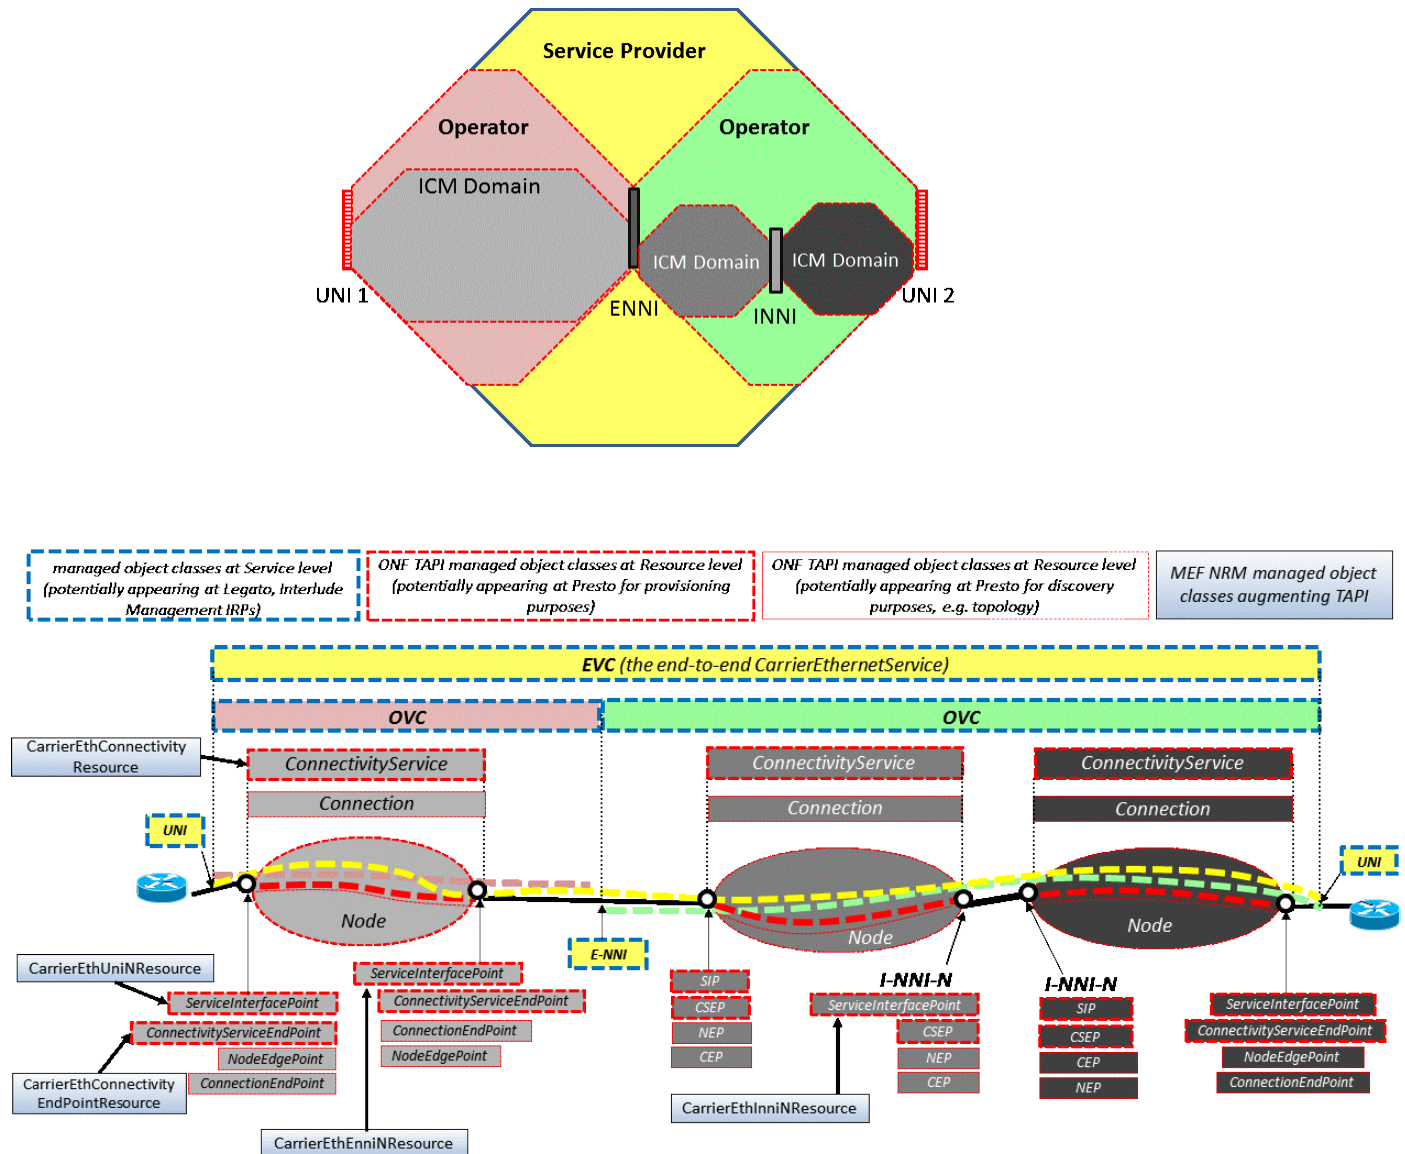 Service Provider
Operator
Operator
ICM Domain
ICM Domain
ICM Domain
UNI 1
ENNI
INNI
UNI 2
managed object classes at Service level
(potentially appearing at Legato, Interlude
Management IRPs)
ONF TAPI managed object classes at Resource level
(potentially appearing at Presto for provisioning
purposes)
ONF TAPI managed object classes at Resource level
(potentially appearing at Presto for discovery
purposes, e.g. topology)
MEF NRM managed object
classes augmenting TAPI
EVC (the end-to-end CarrierEthernetService)
OVC
OVC
CarrierEthConnectivity
Resource
ConnectivityService
ConnectivityService
ConnectivityService
Connection
Connection
Connection
UNI
UNI
Node
Node
Node
E-NNI
CarrierEthUniNResource
ServiceInterfacePoint
ConnectivityServiceEndPoint
NodeEdgePoint
ConnectionEndPoint
CarrierEthConnectivity
EndPointResource
ServiceInterfacePoint
ConnectivityServiceEndPoint
ConnectionEndPoint
NodeEdgePoint
CarrierEthEnniNResource
SIP
CSEP
NEP
CEP
I-NNI-N
ServiceInterfacePoint
CSEP
NEP
CEP
CarrierEthInniNResource
I-NNI-N
SIP
CSEP
CEP
NEP
ServiceInterfacePoint
ConnectivityServiceEndPoint
NodeEdgePoint
ConnectionEndPoint